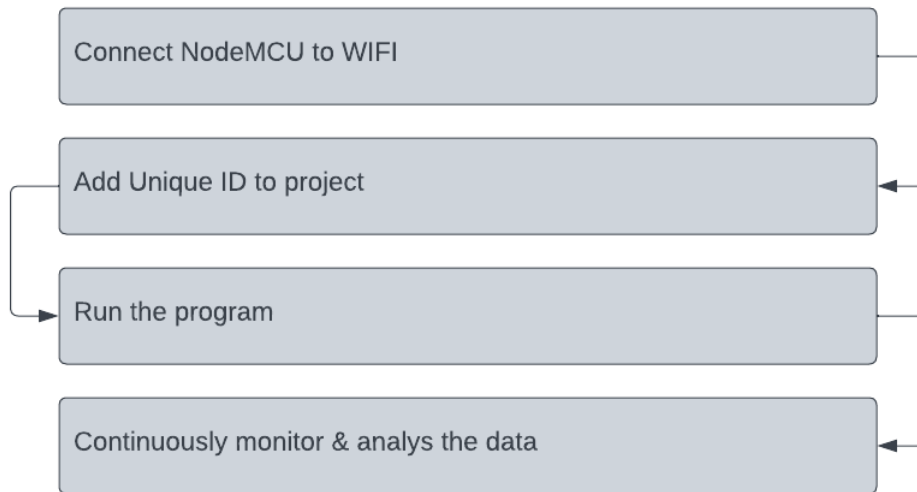 Connect NodeMCU to WIFI
Add Unique ID to project
Run the program
Continuously monitor & analys the data